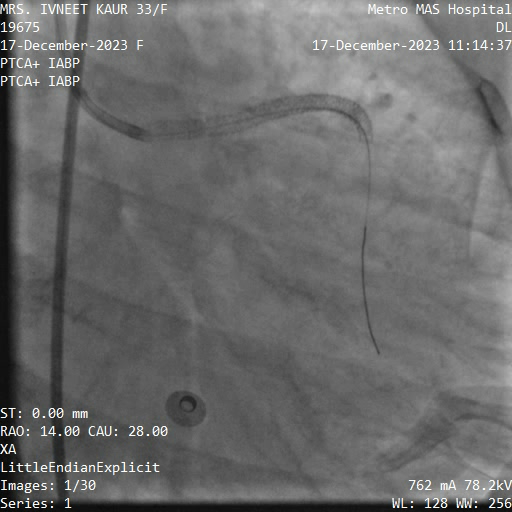 MRS. IVNEET KAUR 33/F
Metro MAS Hospital
19675
DL
17-December-2023 F
17-December-2023 11:14:37
PTCA+ IABP
PTCA+ IABP
ST: 0.00 mm
RAO: 14.00 CAU: 28.00
XA
LittleEndianExplicit
Images: 1/30
762 mA 78.2kV
Series: 1
WL: 128 WW: 256